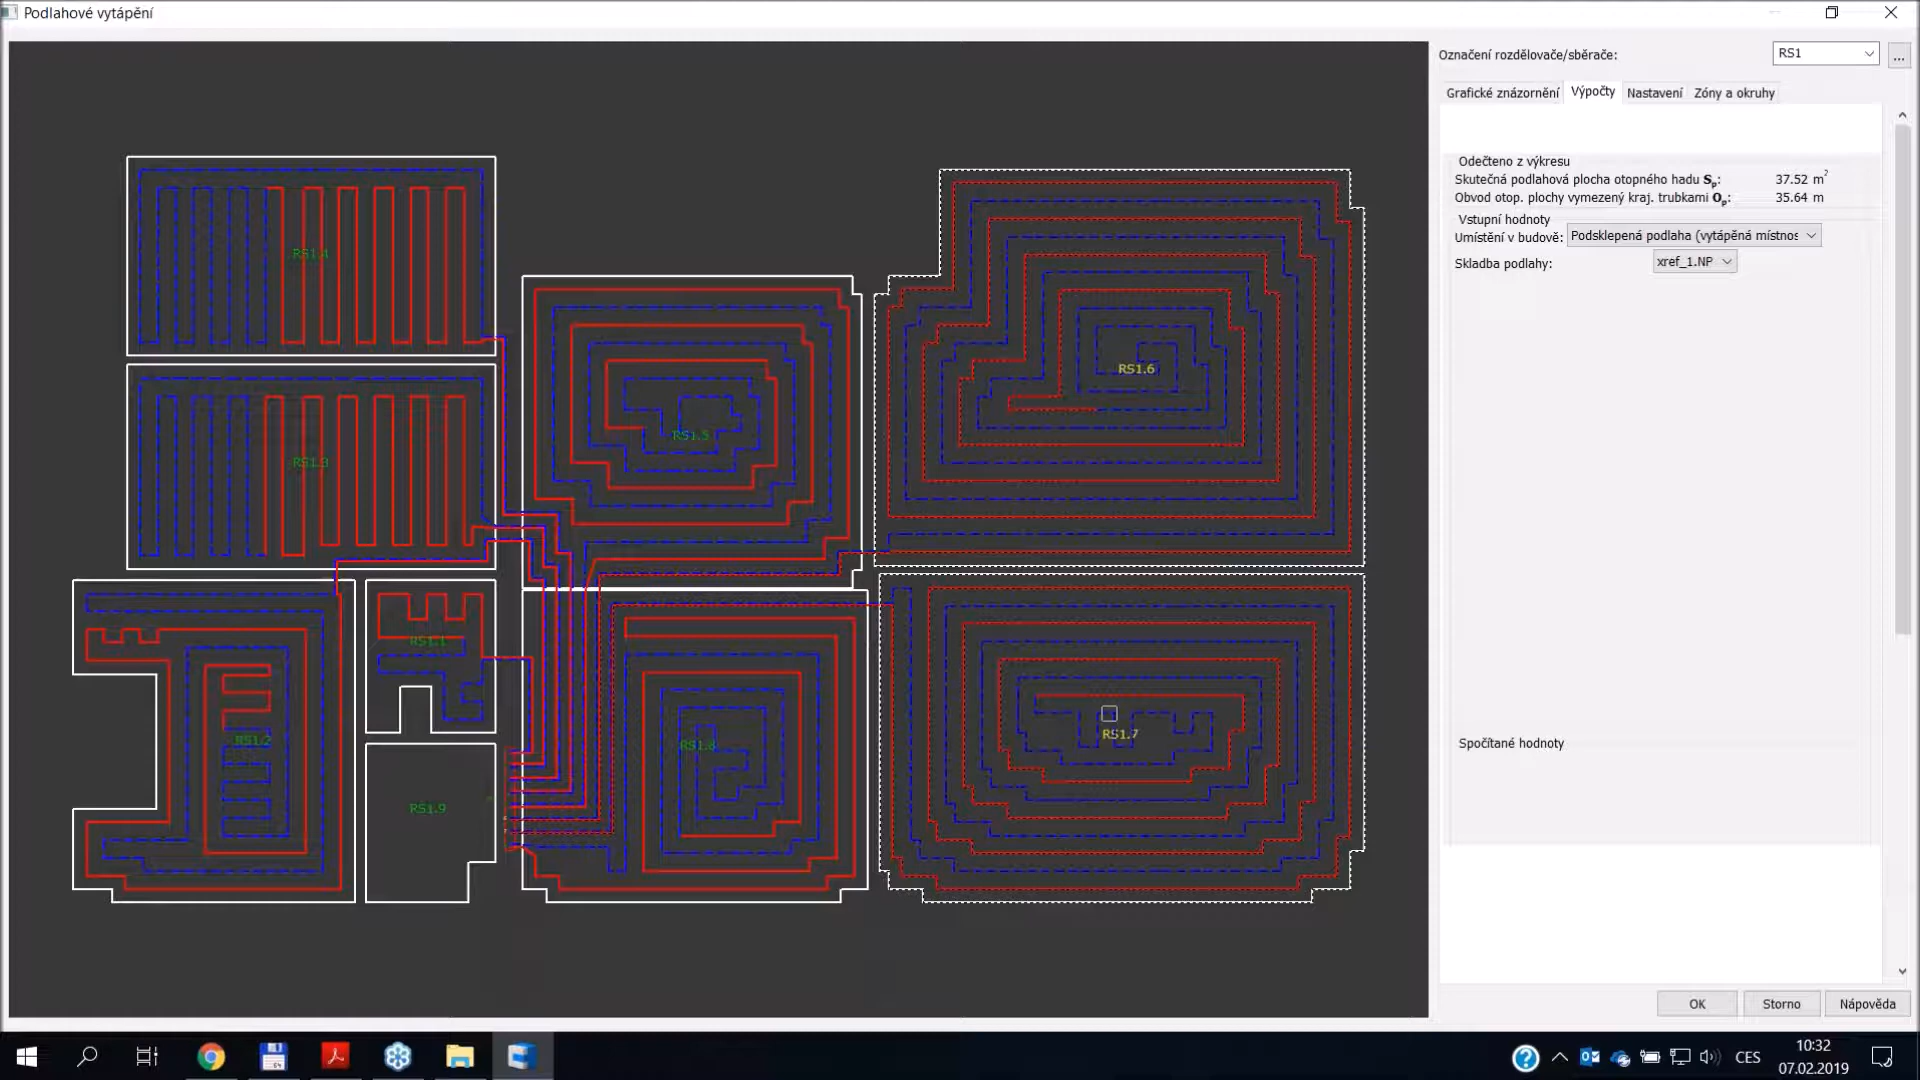 Podlahové vytápění
Označení rozdělovače/sběrače:
RS1
...
Grafické znázornění
Výpočty
Nastavení
Zóny a okruhy
Odečteno z výkresu
Skutečná podlahová plocha otopného hadu Sp: 37.52 m²
Obvod otop. plochy vymezený kraj. trubkami Op: 35.64 m
Vstupní hodnoty
Umístění v budově: Podsklepená podlaha (vytápěná místnos
Skladba podlahy: xref_1.NP
Spočítané hodnoty
RS1.4
RS1.3
RS1.5
RS1.6
RS1.1
RS1.2
RS1.8
RS1.7
RS1.9
OK
Storno
Nápověda
CES
10:32
07.02.2019